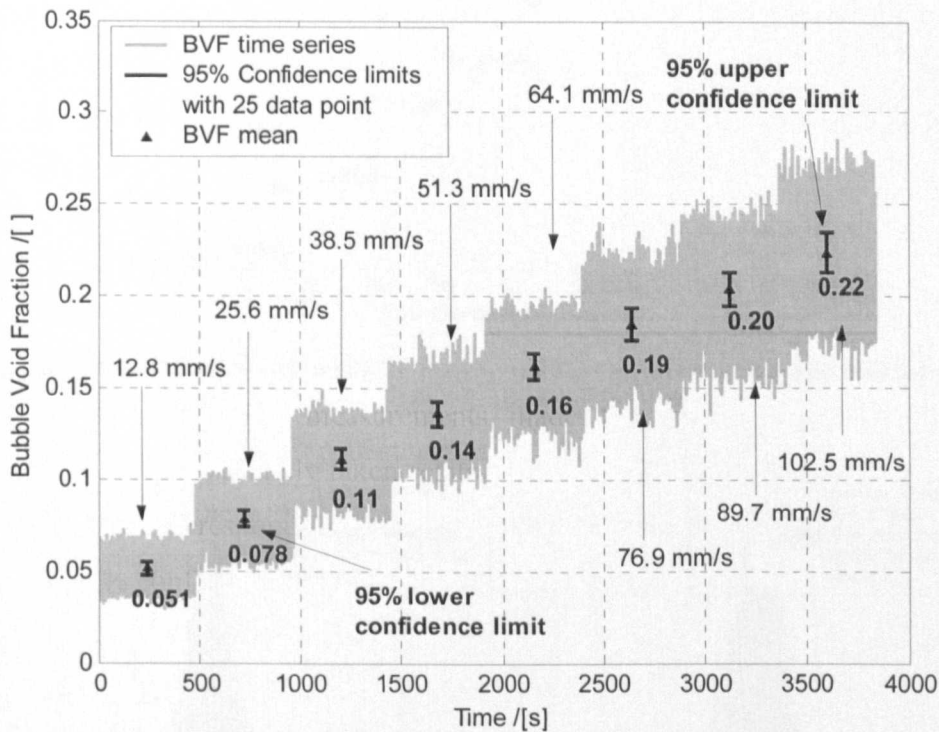 0.35
0.3
0.25
0.2
0.15
0.1
0.05
0
Bubble Void Fraction /[ ]
BVF time series
95% Confidence limits
with 25 data point
BVF mean
12.8 mm/s
25.6 mm/s
38.5 mm/s
51.3 mm/s
64.1 mm/s
95% upper
confidence limit
0.051
0.078
0.11
0.14
0.16
0.19
0.20
0.22
95% lower
confidence limit
76.9 mm/s
89.7 mm/s
102.5 mm/s
0 500 1000 1500 2000 2500 3000 3500 4000
Time /[s]